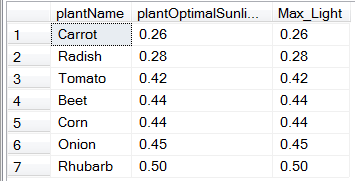 plantName plantOptimalSunli... Max_Light
1 Carrot 0.26 0.26
2 Radish 0.28 0.28
3 Tomato 0.42 0.42
4 Beet 0.44 0.44
5 Corn 0.44 0.44
6 Onion 0.45 0.45
7 Rhubarb 0.50 0.50